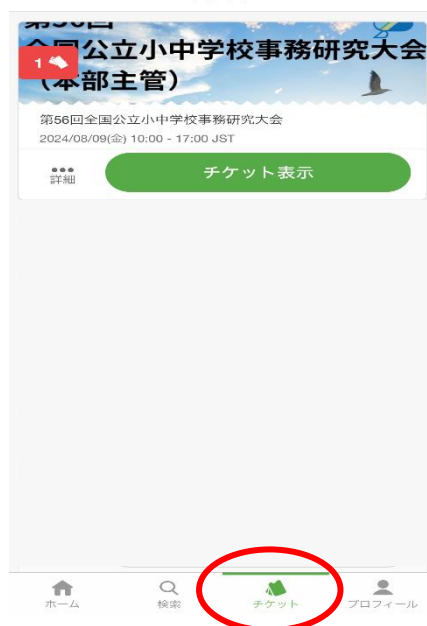 第56回
全国公立小中学校事務研究大会
1
(本部主管)
第56回全国公立小中学校事務研究大会
2024/08/09(金) 10:00 - 17:00 JST
詳細
チケット表示
ホーム
検索
チケット
プロフィール